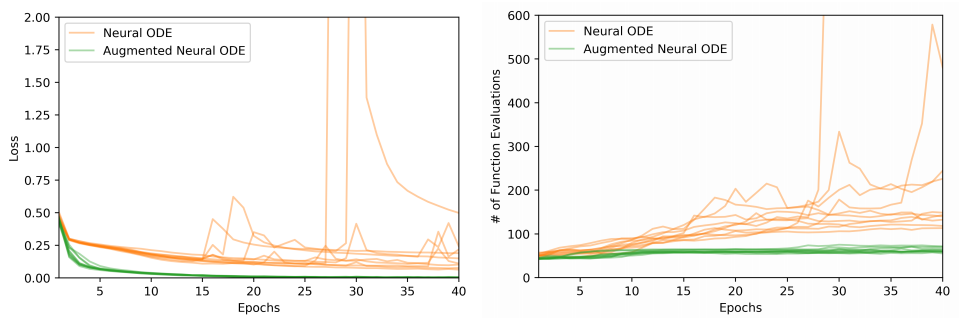 2.00
1.75
1.50
1.25
1.00
0.75
0.50
0.25
0.00
Loss
Neural ODE
Augmented Neural ODE
5 10 15 20 25 30 35 40
Epochs
600
500
400
300
200
100
0
# of Function Evaluations
Neural ODE
Augmented Neural ODE
5 10 15 20 25 30 35 40
Epochs